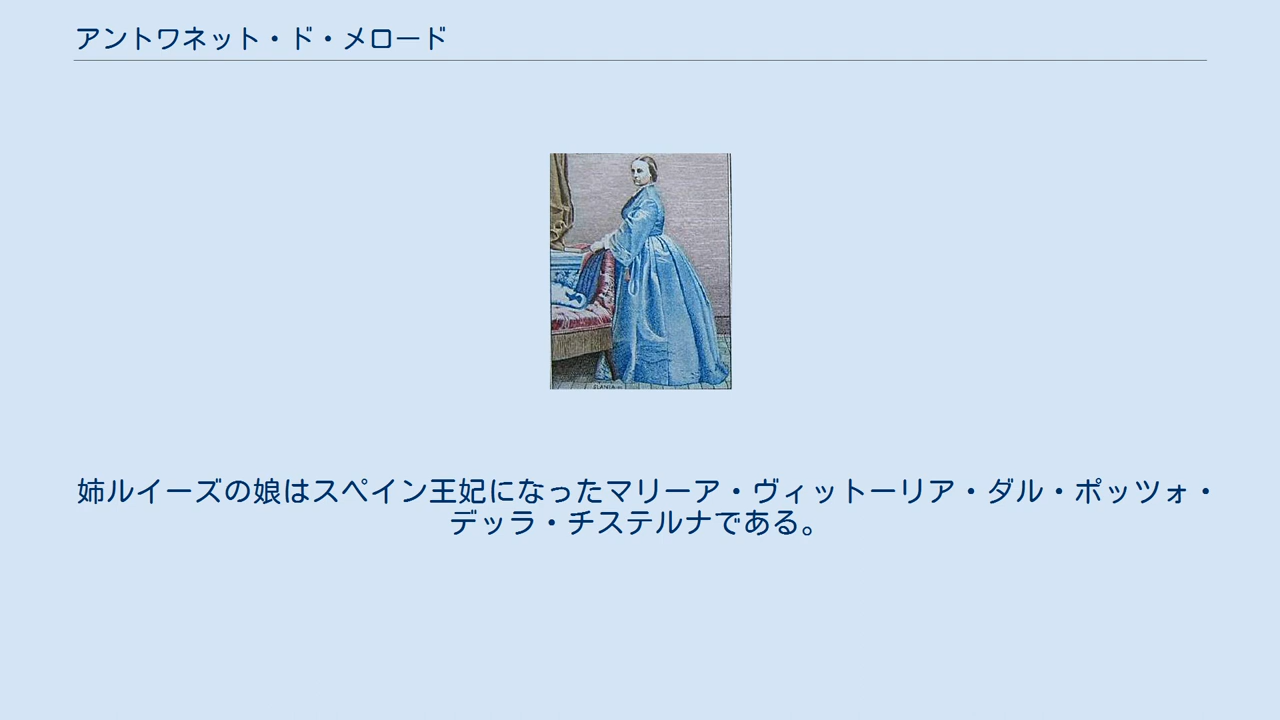 アントワネット・ド・メロード
姉ルイーズの娘はスペイン王妃になったマリーア・ヴィットーリア・ダル・ポッツォ・
デッラ・チステルナである。